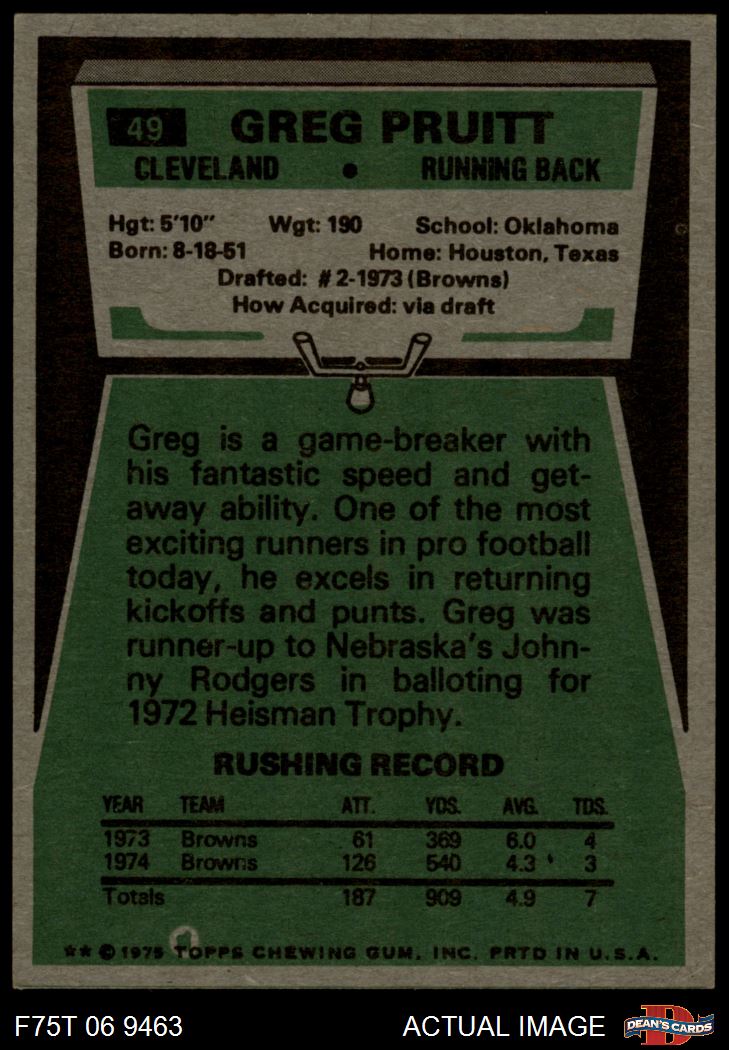 49 GREG PRUITT
CLEVELAND • RUNNING BACK
Hgt: 5'10" Wgt: 190 School: Oklahoma
Born: 8-18-51 Home: Houston, Texas
Drafted: #2-1973 (Browns)
How Acquired: via draft
Greg is a game-breaker with
his fantastic speed and get-
away ability. One of the most
exciting runners in pro football
today, he excels in returning
kickoffs and punts. Greg was
runner-up to Nebraska's John-
ny Rodgers in balloting for
1972 Heisman Trophy.
RUSHING RECORD
YEAR TEAM ATT. YDS. AVG. TDS.
1973 Browns 61 369 6.0 4
1974 Browns 126 540 4.3 3
Totals 187 909 4.9 7
** © 1975 TOPPS CHEWING GUM, INC. PRTD IN U.S.A.
F75T 06 9463 ACTUAL IMAGE D DEAN'S CARDS